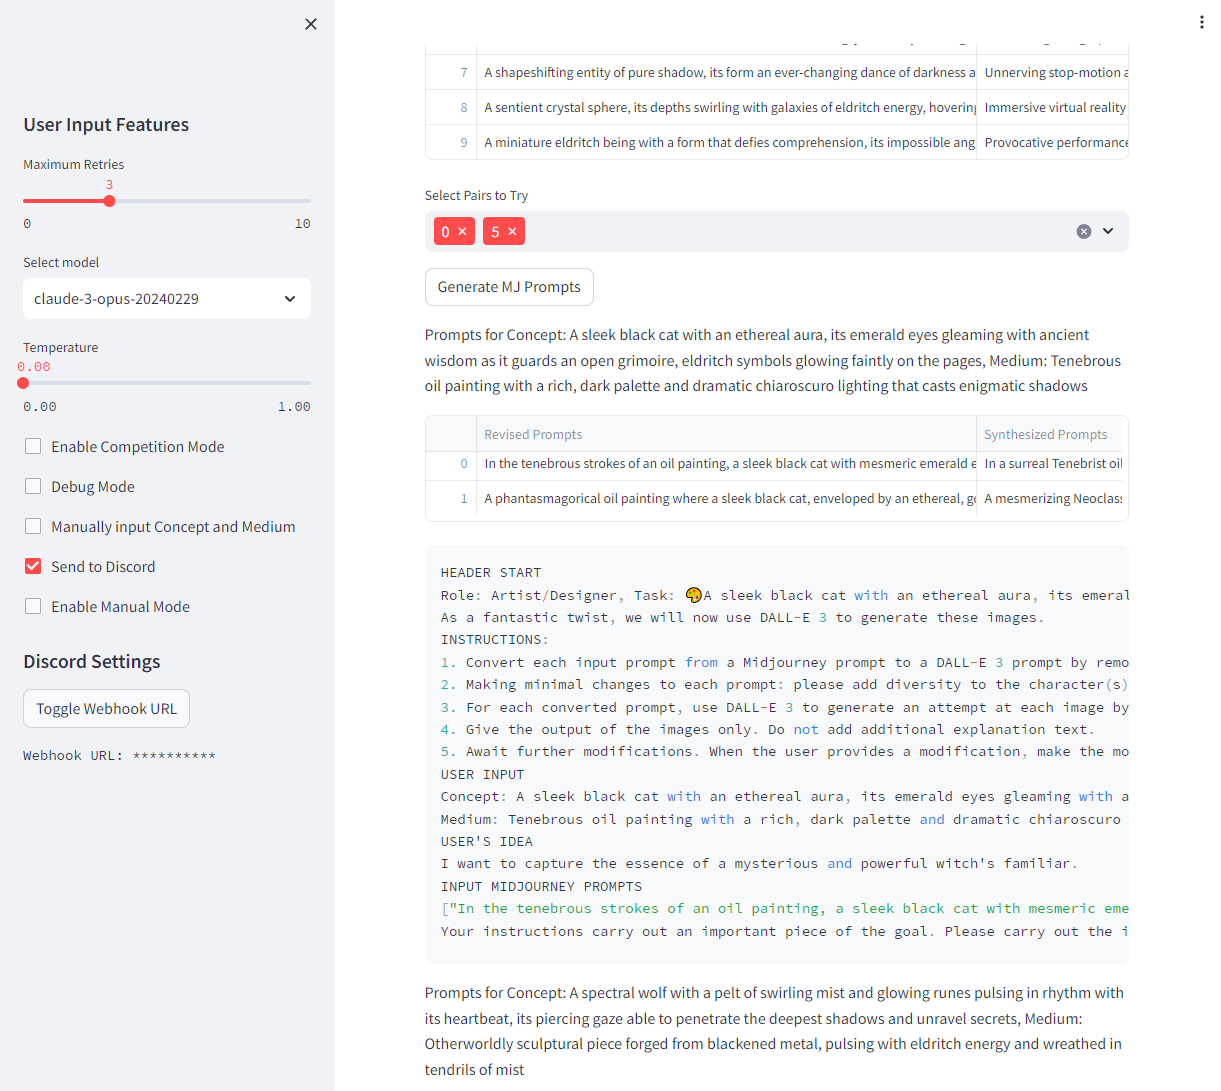 User Input Features
Maximum Retries
3
0 10
Select model
claude-3-opus-20240229
Temperature
0.00
0.00 1.00
Enable Competition Mode
Debug Mode
Manually input Concept and Medium
Send to Discord
Enable Manual Mode
Discord Settings
Toggle Webhook URL
Webhook URL: **********
7 A shapeshifting entity of pure shadow, its form an ever-changing dance of darkness a Unnerving stop-motion a
8 A sentient crystal sphere, its depths swirling with galaxies of eldritch energy, hovering Immersive virtual reality
9 A miniature eldritch being with a form that defies comprehension, its impossible ang Provocative performance
Select Pairs to Try
0 × 5 ×
Generate MJ Prompts
Prompts for Concept: A sleek black cat with an ethereal aura, its emerald eyes gleaming with ancient
wisdom as it guards an open grimoire, eldritch symbols glowing faintly on the pages, Medium: Tenebrous
oil painting with a rich, dark palette and dramatic chiaroscuro lighting that casts enigmatic shadows
Revised Prompts Synthesized Prompts
0 In the tenebrous strokes of an oil painting, a sleek black cat with mesmeric emerald e In a surreal Tenebrist oil
1 A phantasmagorical oil painting where a sleek black cat, enveloped by an ethereal, go A mesmerizing Neoclass
HEADER START
Role: Artist/Designer, Task: 🎨A sleek black cat with an ethereal aura, its emeral
As a fantastic twist, we will now use DALL-E 3 to generate these images.
INSTRUCTIONS:
1. Convert each input prompt from a Midjourney prompt to a DALL-E 3 prompt by remo
2. Making minimal changes to each prompt: please add diversity to the character(s)
3. For each converted prompt, use DALL-E 3 to generate an attempt at each image by
4. Give the output of the images only. Do not add additional explanation text.
5. Await further modifications. When the user provides a modification, make the mo
USER INPUT
Concept: A sleek black cat with an ethereal aura, its emerald eyes gleaming with a
Medium: Tenebrous oil painting with a rich, dark palette and dramatic chiaroscuro
USER'S IDEA
I want to capture the essence of a mysterious and powerful witch's familiar.
INPUT MIDJOURNEY PROMPTS
["In the tenebrous strokes of an oil painting, a sleek black cat with mesmeric eme
Your instructions carry out an important piece of the goal. Please carry out the i
Prompts for Concept: A spectral wolf with a pelt of swirling mist and glowing runes pulsing in rhythm with
its heartbeat, its piercing gaze able to penetrate the deepest shadows and unravel secrets, Medium:
Otherworldly sculptural piece forged from blackened metal, pulsing with eldritch energy and wreathed in
tendrils of mist